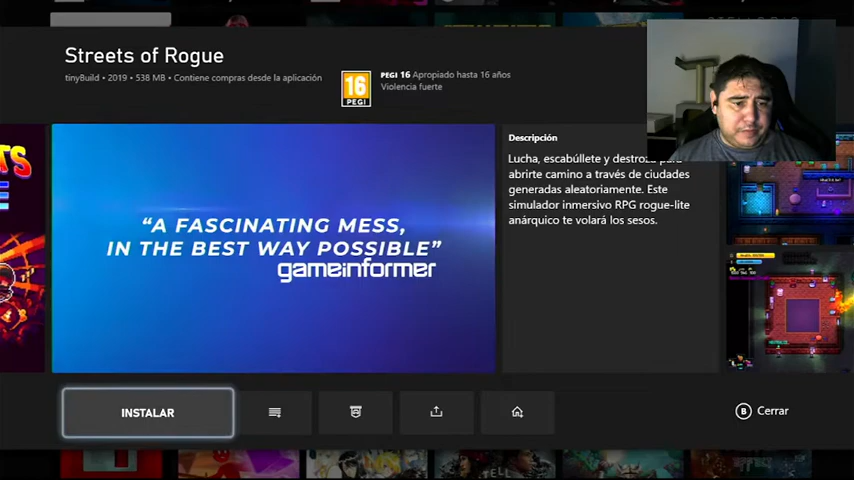 Streets of Rogue
tinyBuild • 2019 • 538 MB • Contiene compras desde la aplicación
16
PEGI
PEGI 16 Apropiado hasta 16 años
Violencia fuerte
“A FASCINATING MESS,
IN THE BEST WAY POSSIBLE”
gameinformer
Descripción
Lucha, escabúllete y destroza para
abrirte camino a través de ciudades
generadas aleatoriamente. Este
simulador inmersivo RPG rogue-lite
anárquico te volará los sesos.
INSTALAR
B Cerrar